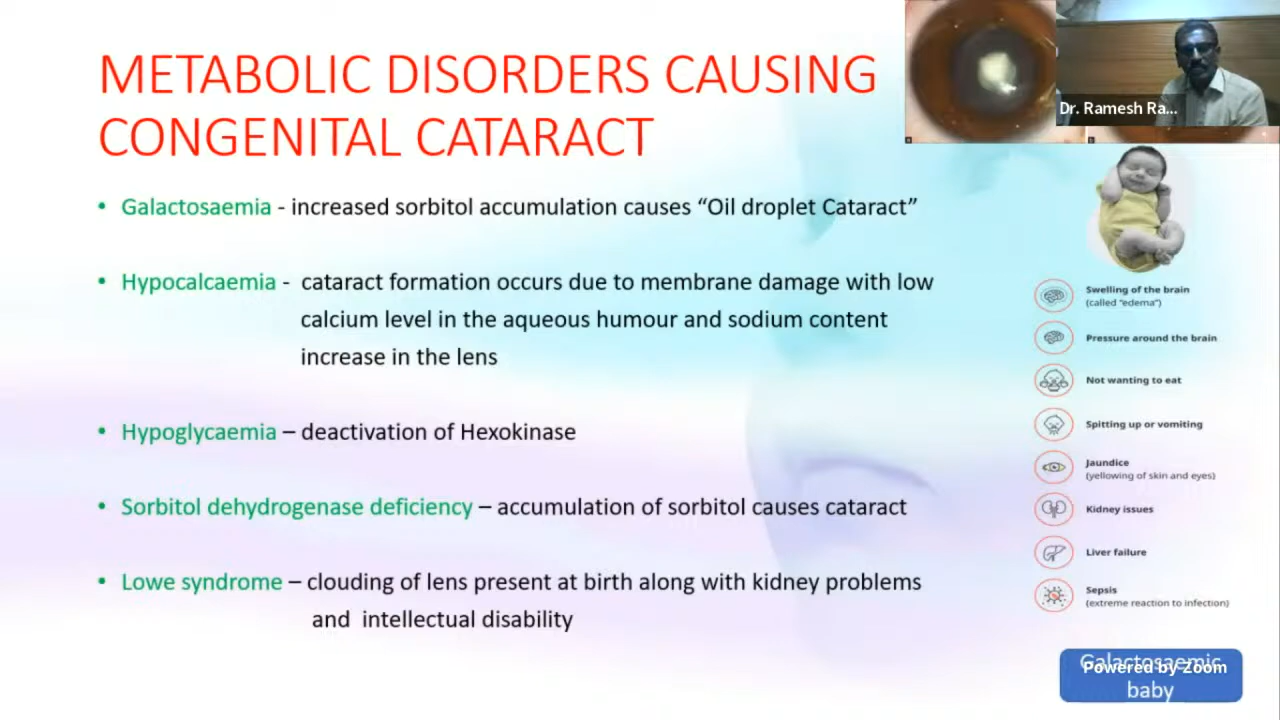 METABOLIC DISORDERS CAUSING
CONGENITAL CATARACT
Dr. Ramesh Ra...
• Galactosaemia - increased sorbitol accumulation causes “Oil droplet Cataract”
• Hypocalcaemia - cataract formation occurs due to membrane damage with low
calcium level in the aqueous humour and sodium content
increase in the lens
• Hypoglycaemia – deactivation of Hexokinase
• Sorbitol dehydrogenase deficiency – accumulation of sorbitol causes cataract
• Lowe syndrome – clouding of lens present at birth along with kidney problems
and intellectual disability
Swelling of the brain
(called "edema")
Pressure around the brain
Not wanting to eat
Spitting up or vomiting
Jaundice
(yellowing of skin and eyes)
Kidney issues
Liver failure
Sepsis
(extreme reaction to infection)
Galactosaemic
baby
Powered by Zoom